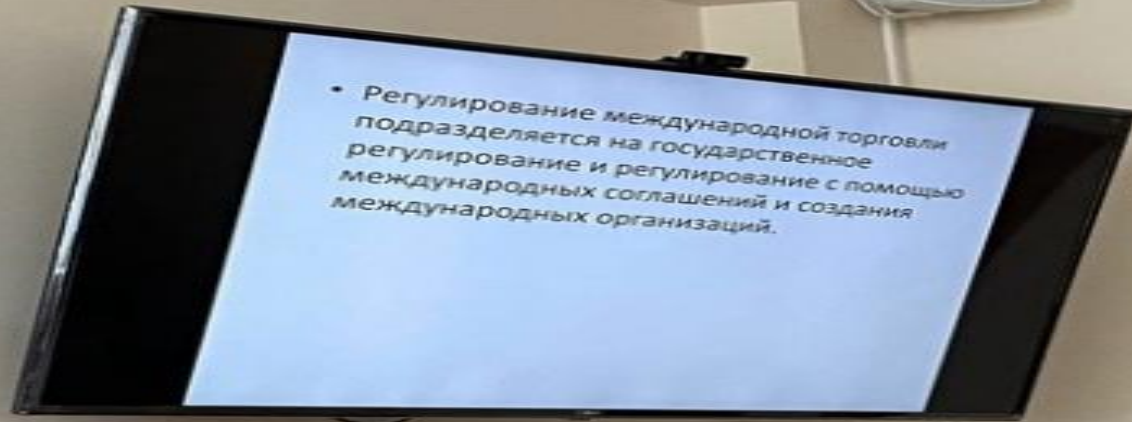 • Регулирование международной торговли
подразделяется на государственное
регулирование и регулирование с помощью
международных соглашений и создания
международных организаций.